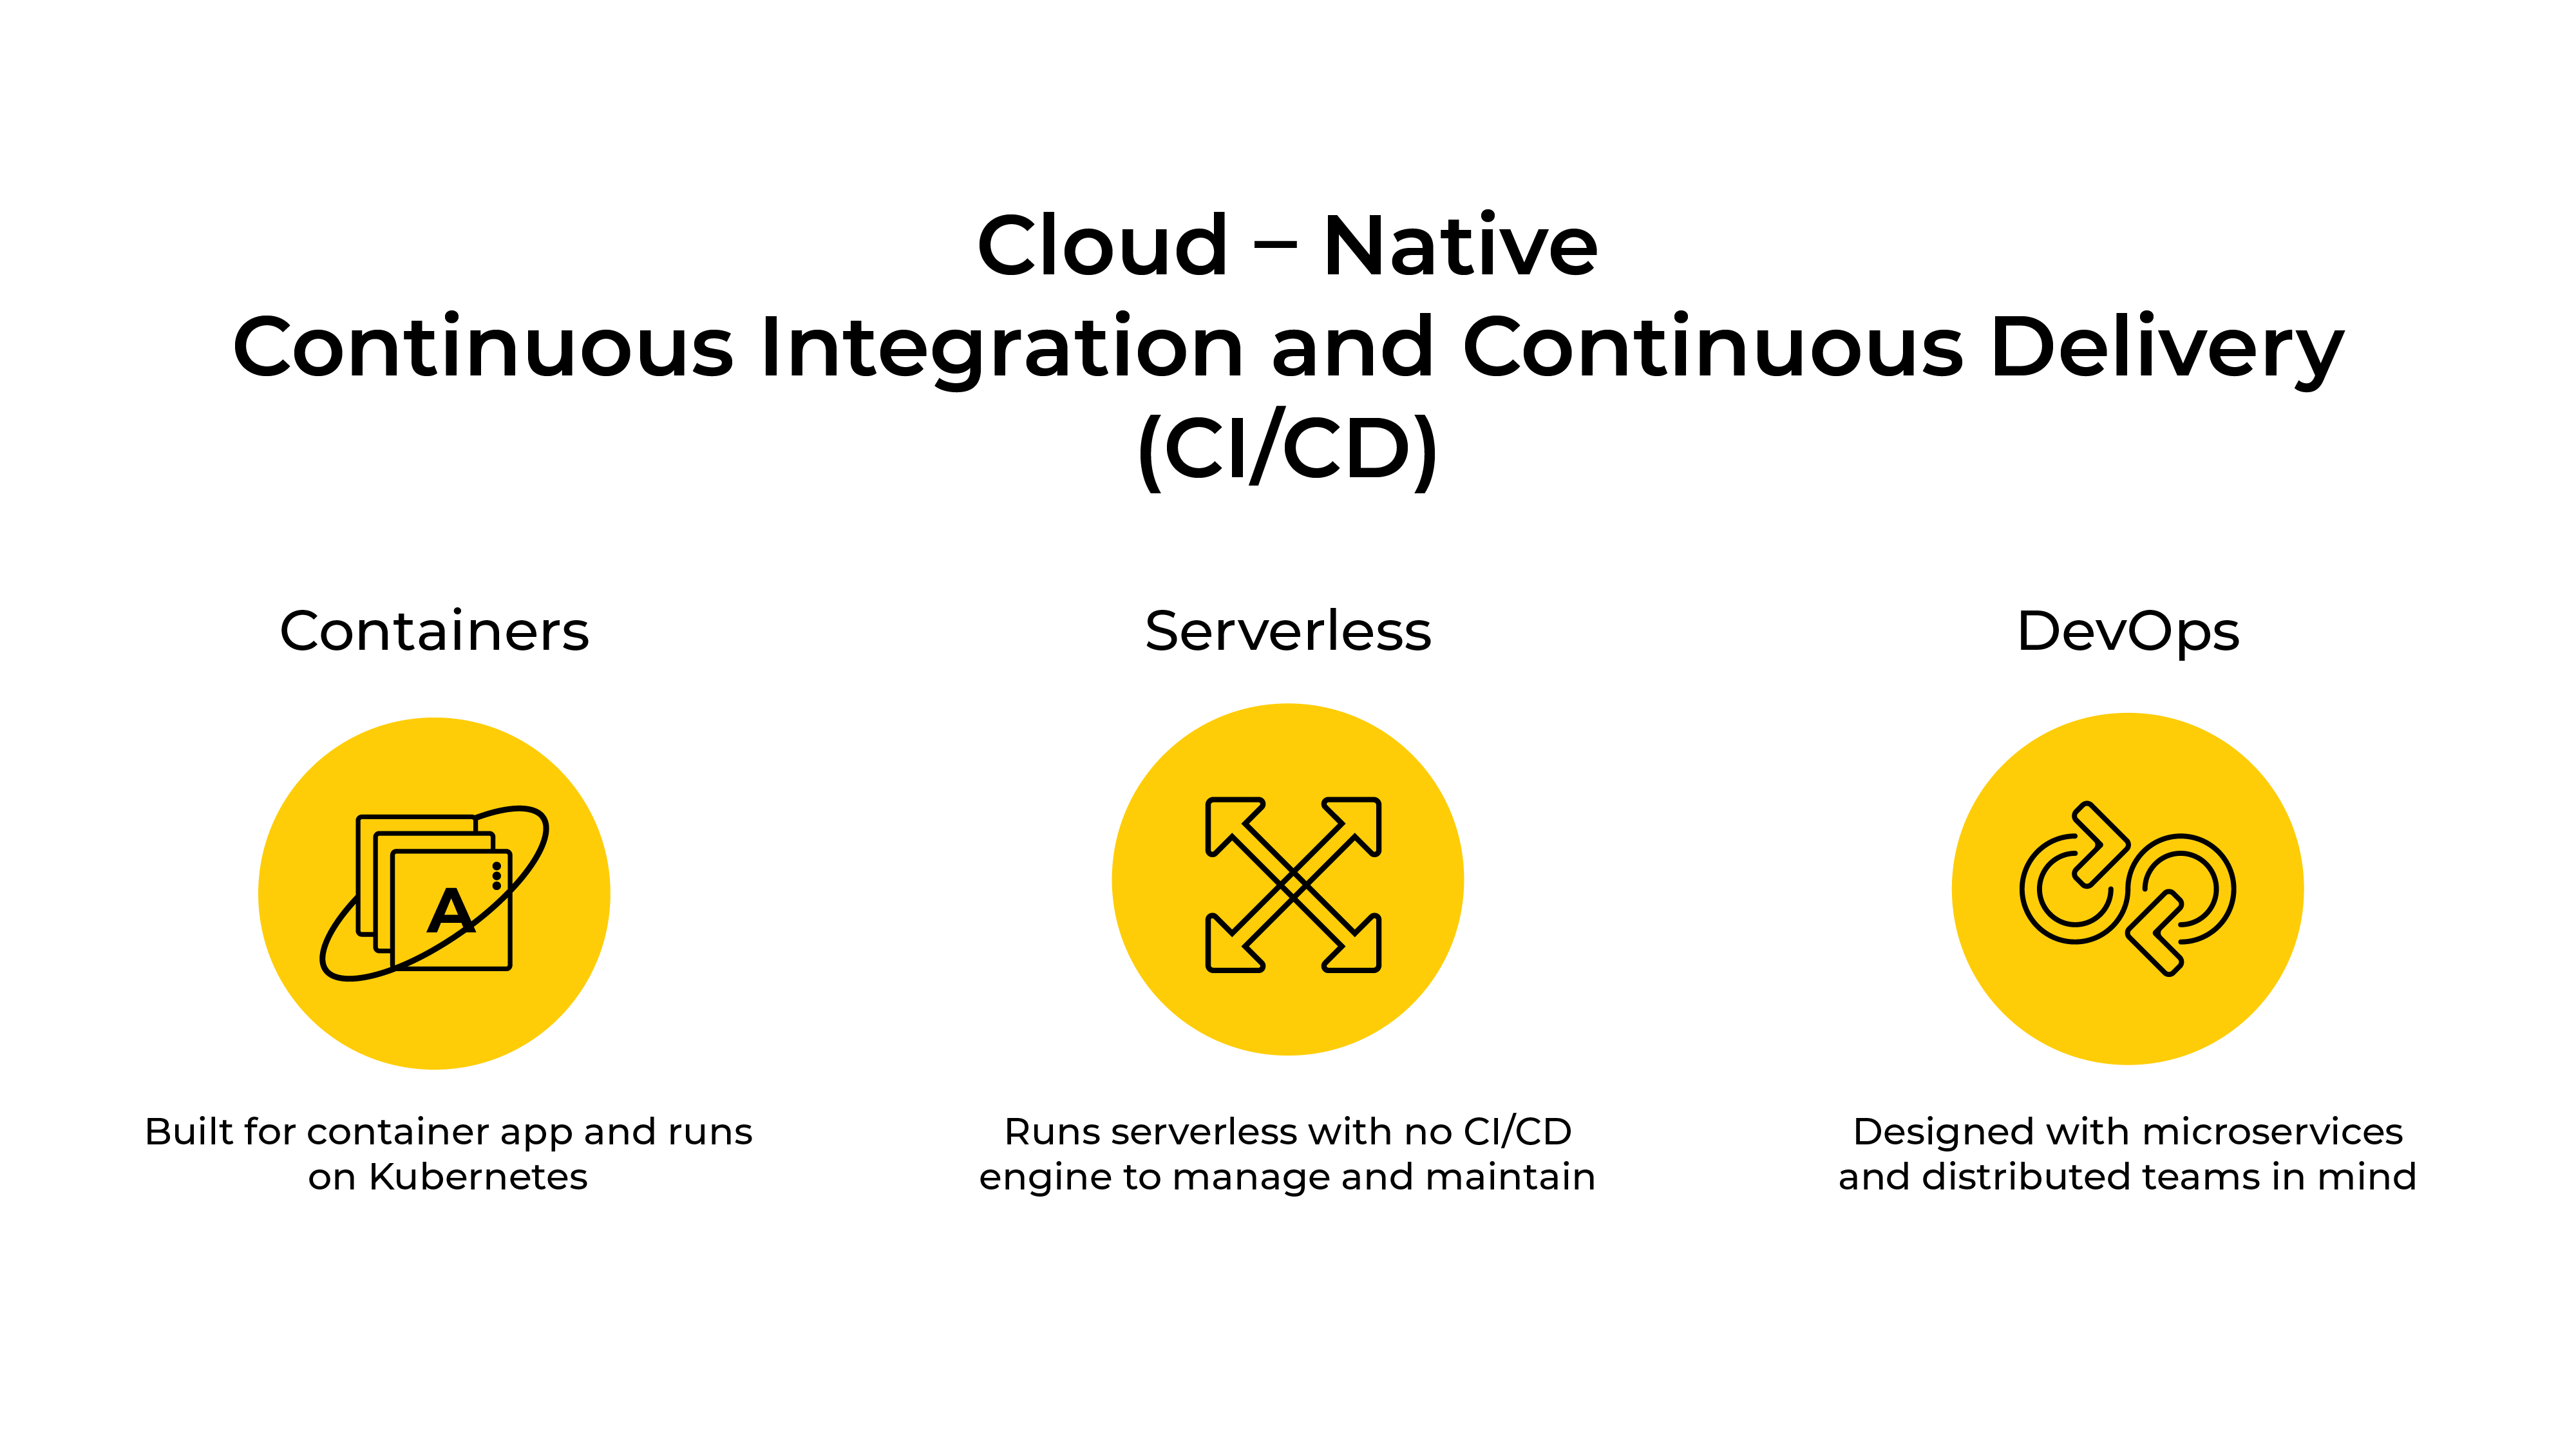 Cloud – Native
Continuous Integration and Continuous Delivery
(CI/CD)
Containers
Serverless
DevOps
A
Built for container app and runs
on Kubernetes
Runs serverless with no CI/CD
engine to manage and maintain
Designed with microservices
and distributed teams in mind